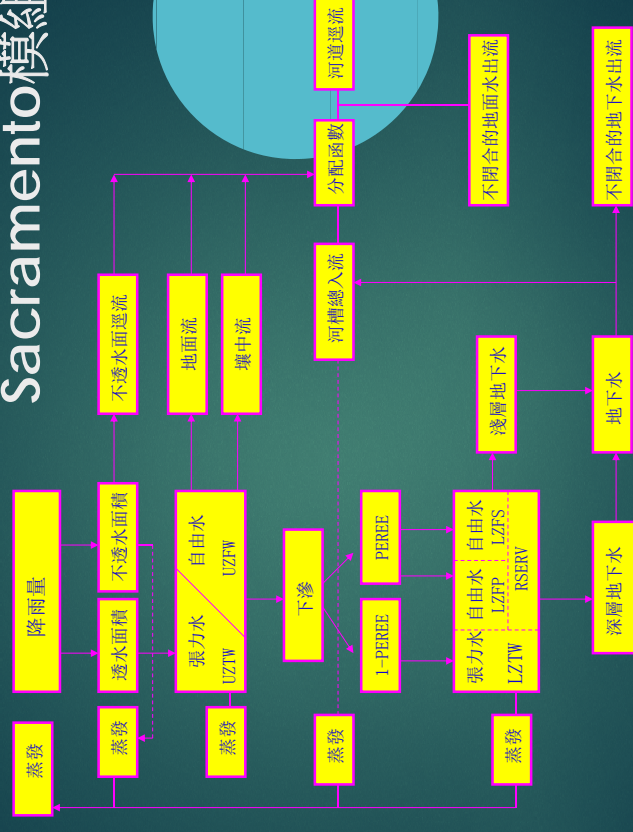 Sacramento模組
蒸發
降雨量
蒸發
透水面積
不透水面積
不透水面逕流
張力水
自由水
UZTW
UZFW
地面流
蒸發
壤中流
下滲
蒸發
河槽總入流
分配函數
河道逕流
1-PEREE
PEREE
張力水
自由水
自由水
LZTW
LZFP
LZFS
RSERV
蒸發
淺層地下水
不閉合的地面水出流
深層地下水
地下水
不閉合的地下水出流